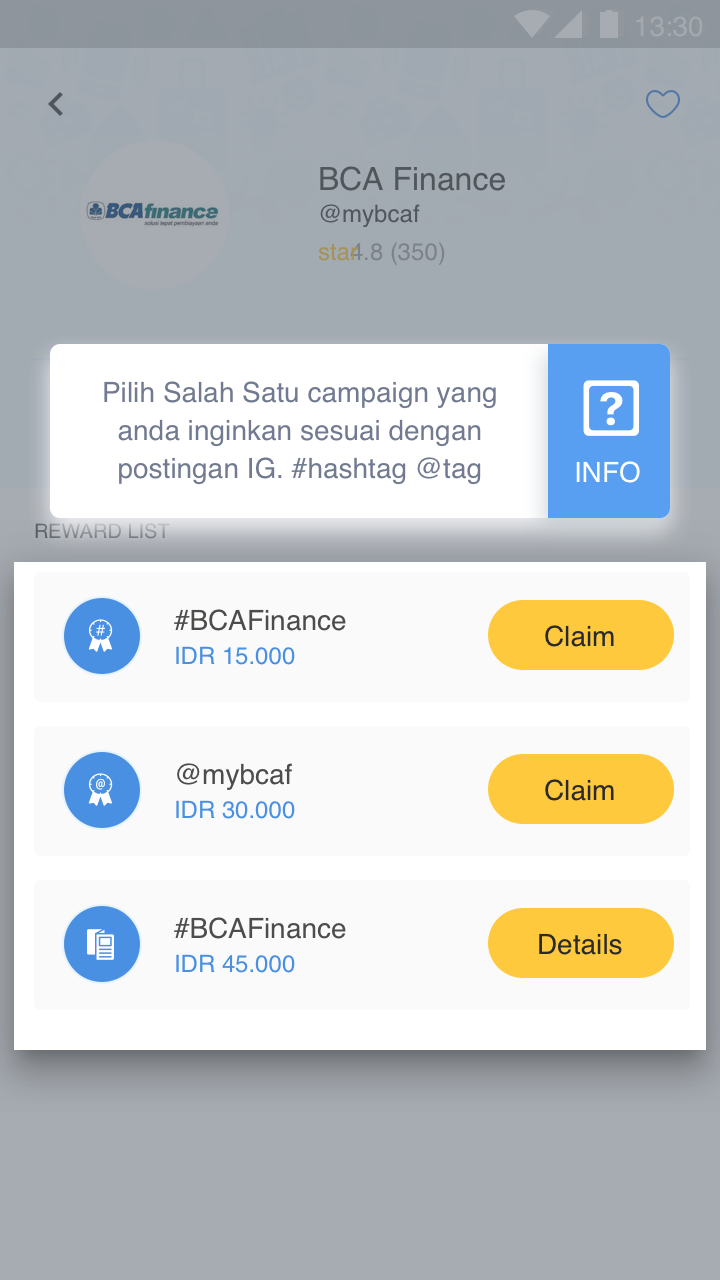 13:30
BCA Finance
@mybcaf
star4.8 (350)
BCAfinance
solusi tepat pembiayaan anda
Pilih Salah Satu campaign yang
anda inginkan sesuai dengan
postingan IG. #hashtag @tag
?
INFO
REWARD LIST
#
#BCAFinance
IDR 15.000
Claim
@
@mybcaf
IDR 30.000
Claim
#BCAFinance
IDR 45.000
Details